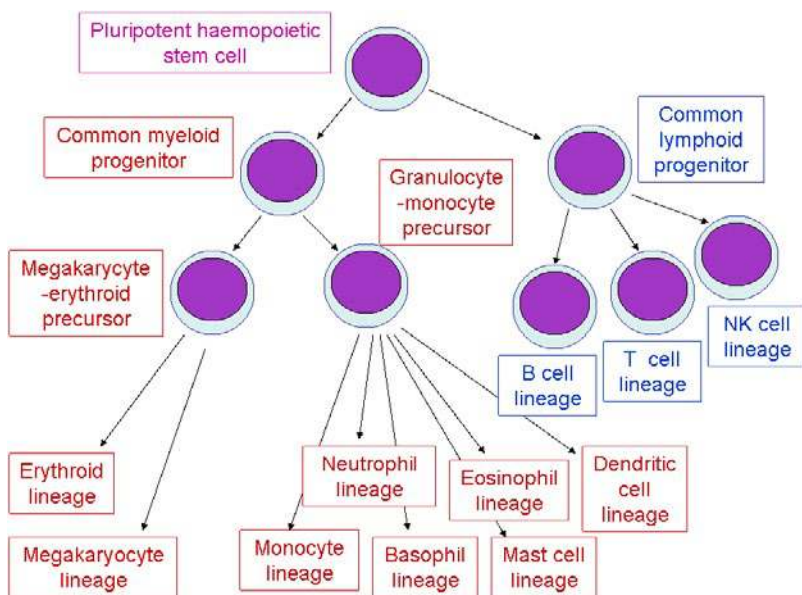 Pluripotent haemopoietic
stem cell
Common myeloid
progenitor
Common
lymphoid
progenitor
Granulocyte
-monocyte
precursor
Megakarycyte
-erythroid
precursor
B cell
lineage
T cell
lineage
NK cell
lineage
Erythroid
lineage
Megakaryocyte
lineage
Neutrophil
lineage
Monocyte
lineage
Basophil
lineage
Eosinophil
lineage
Mast cell
lineage
Dendritic
cell
lineage